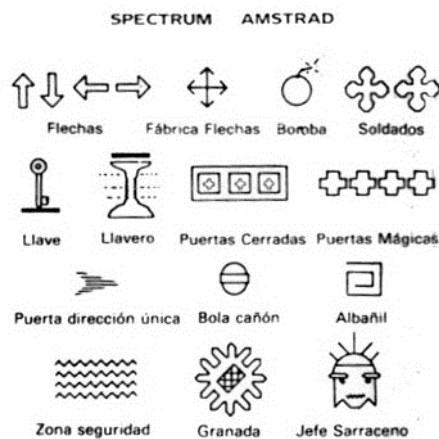 SPECTRUM AMSTRAD
Flechas Fábrica Flechas Bomba Soldados
Llave Llavero Puertas Cerradas Puertas Mágicas
Puerta dirección única Bola cañón Albañil
Zona seguridad Granada Jefe Sarraceno